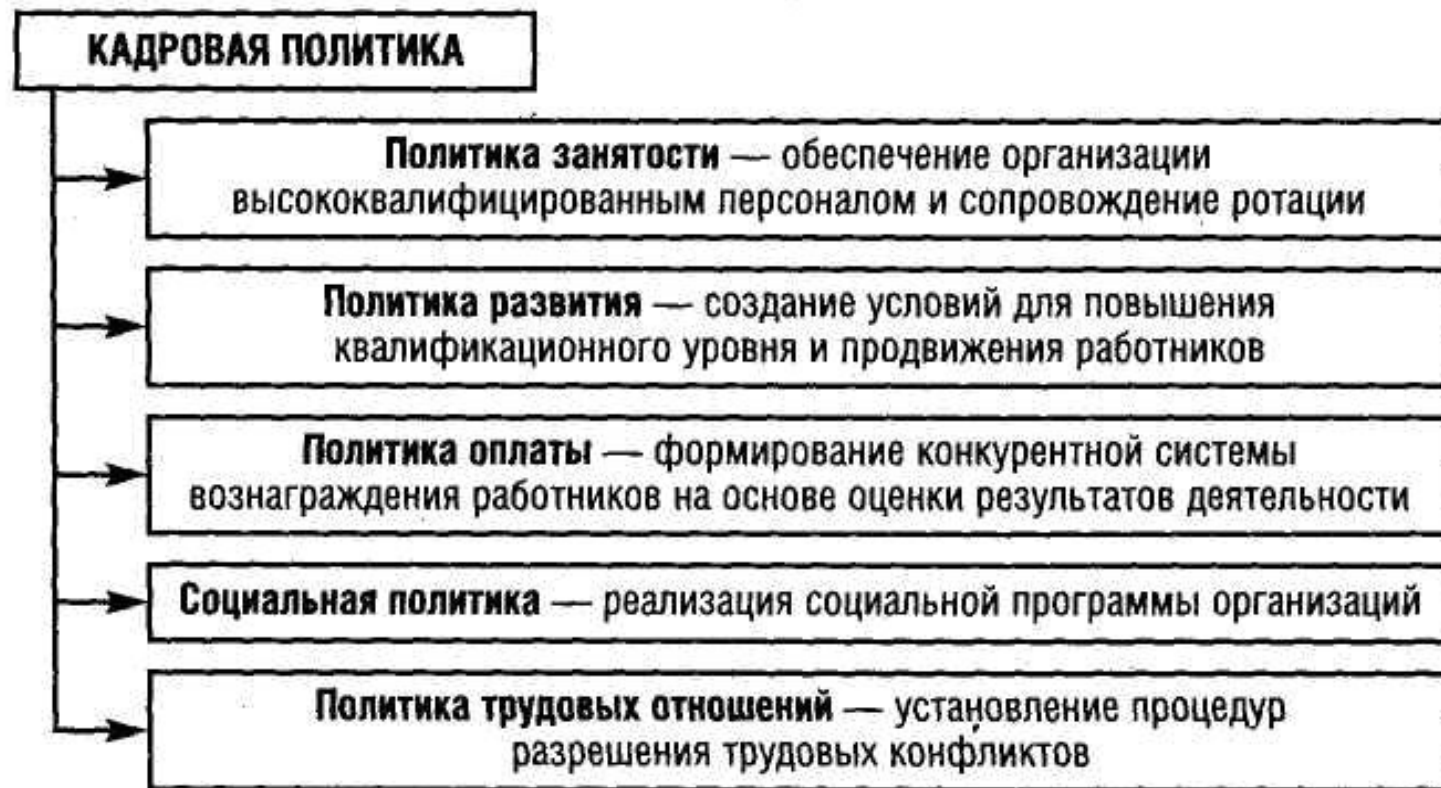 КАДРОВАЯ ПОЛИТИКА
Политика занятости — обеспечение организации
высококвалифицированным персоналом и сопровождение ротации
Политика развития — создание условий для повышения
квалификационного уровня и продвижения работников
Политика оплаты — формирование конкурентной системы
вознаграждения работников на основе оценки результатов деятельности
Социальная политика — реализация социальной программы организаций
Политика трудовых отношений — установление процедур
разрешения трудовых конфликтов